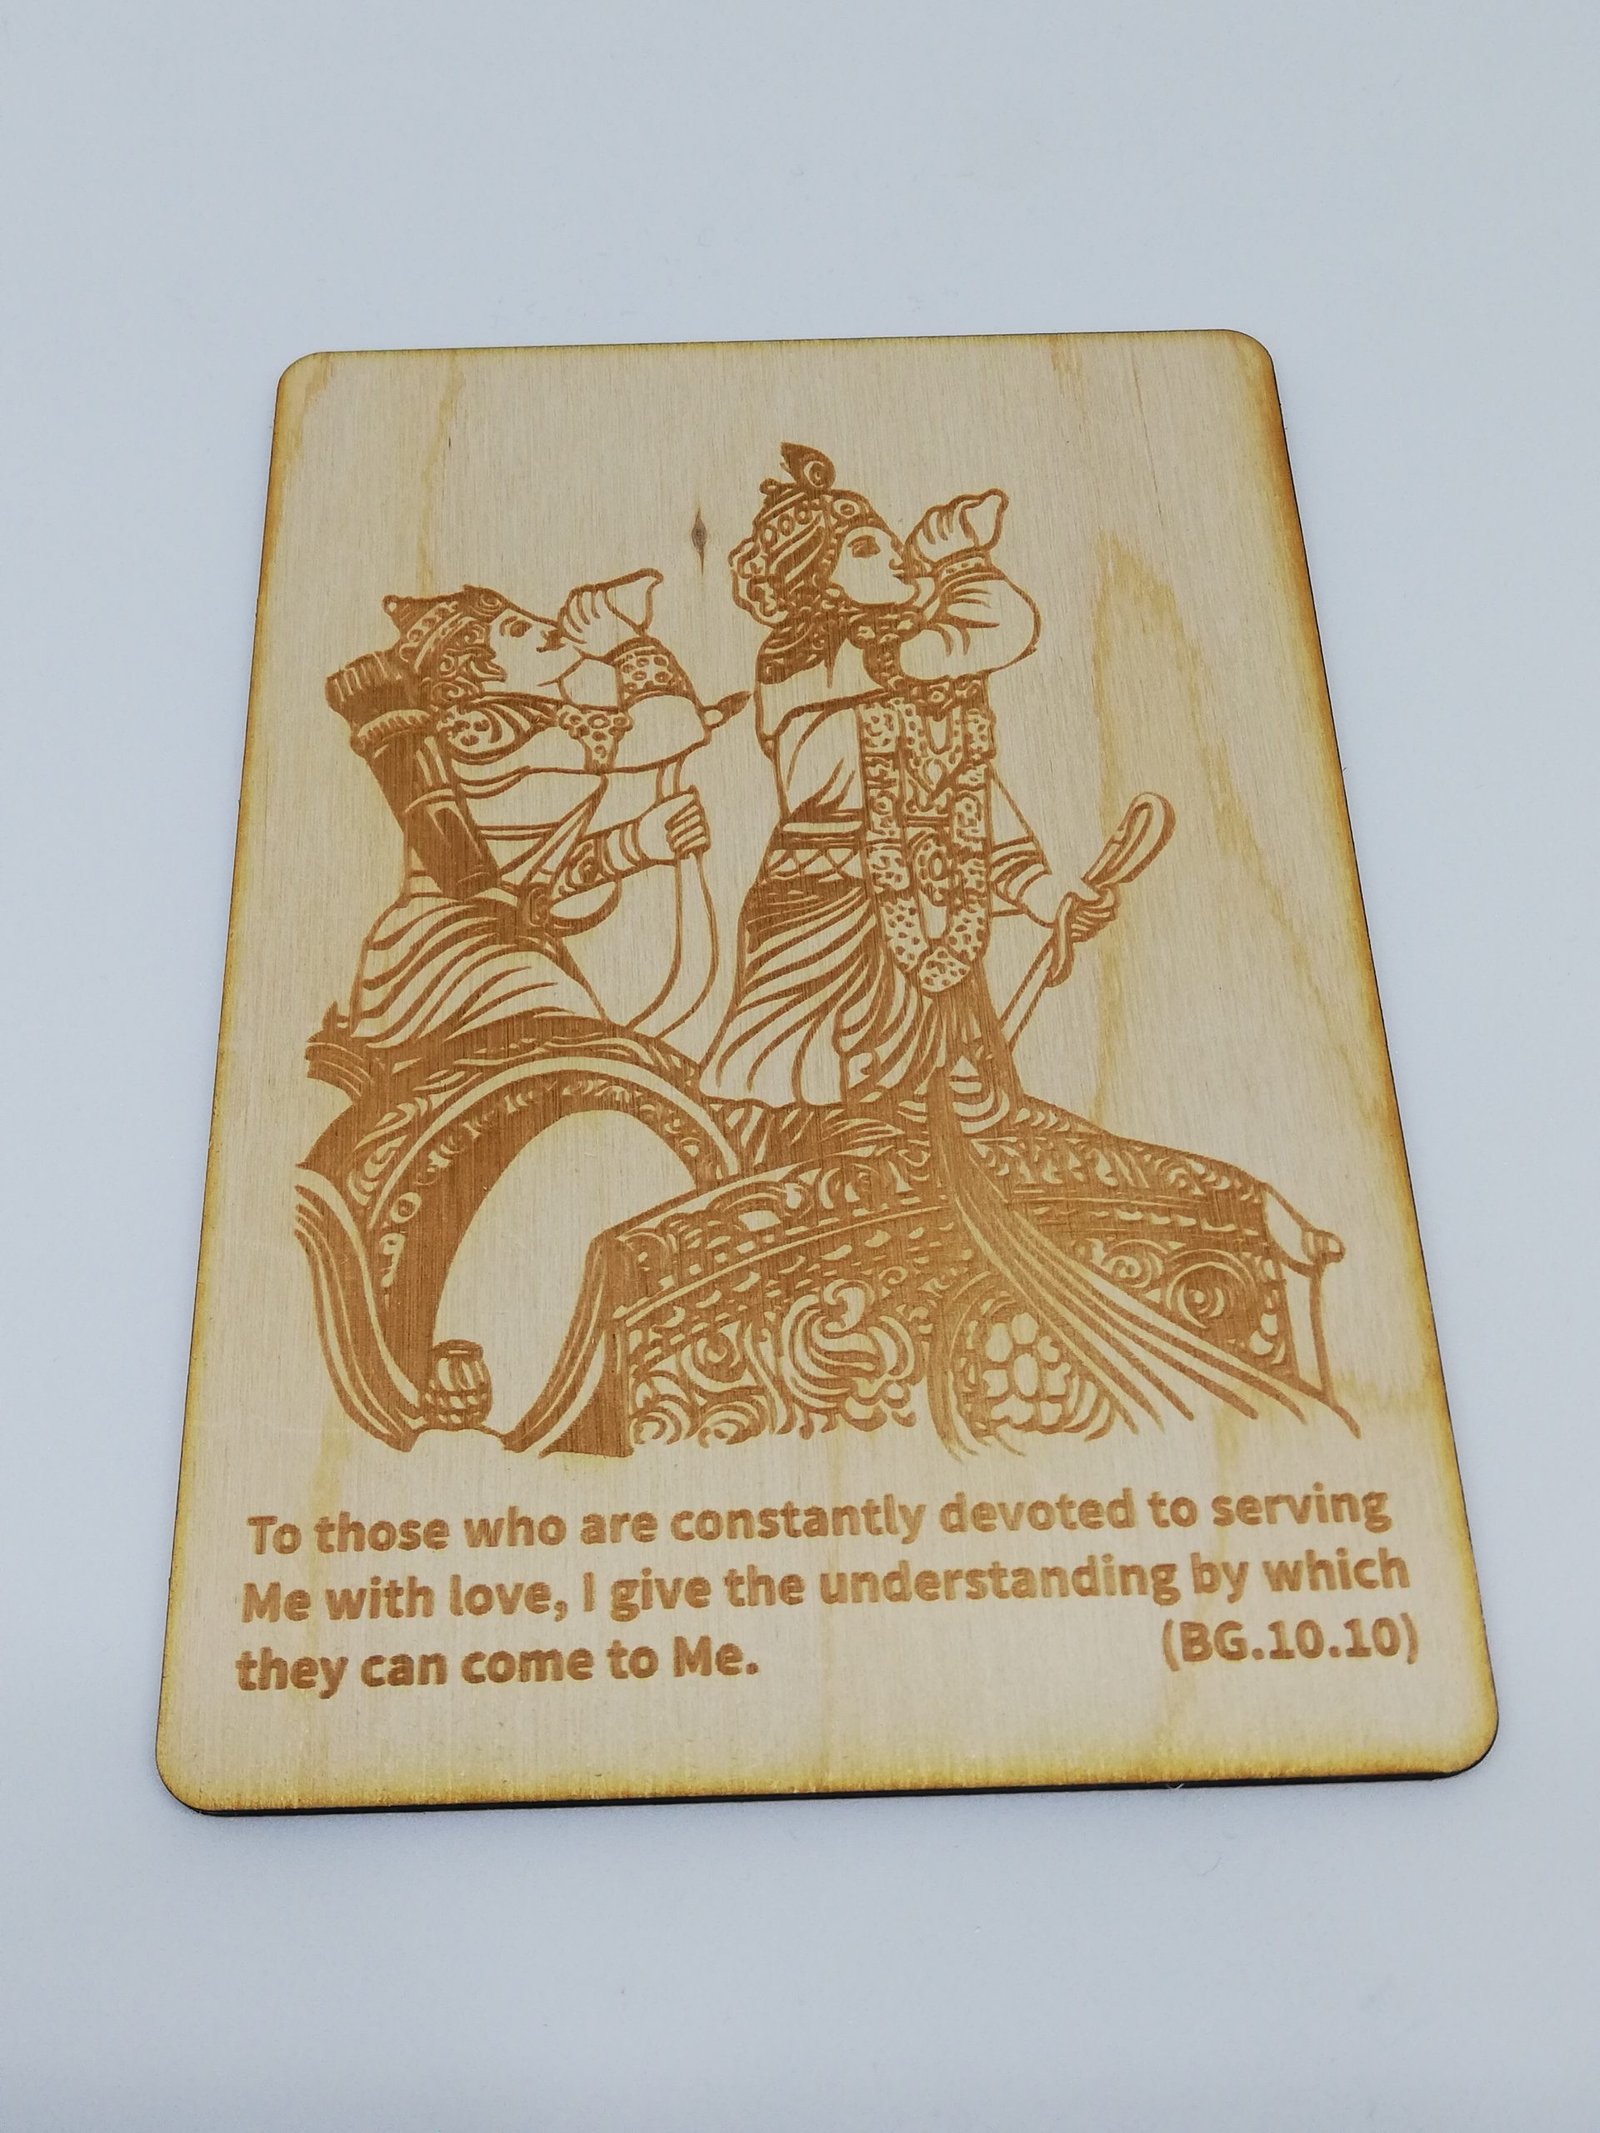 To those who are constantly devoted to serving
Me with love, I give the understanding by which
they can come to Me. (BG.10.10)